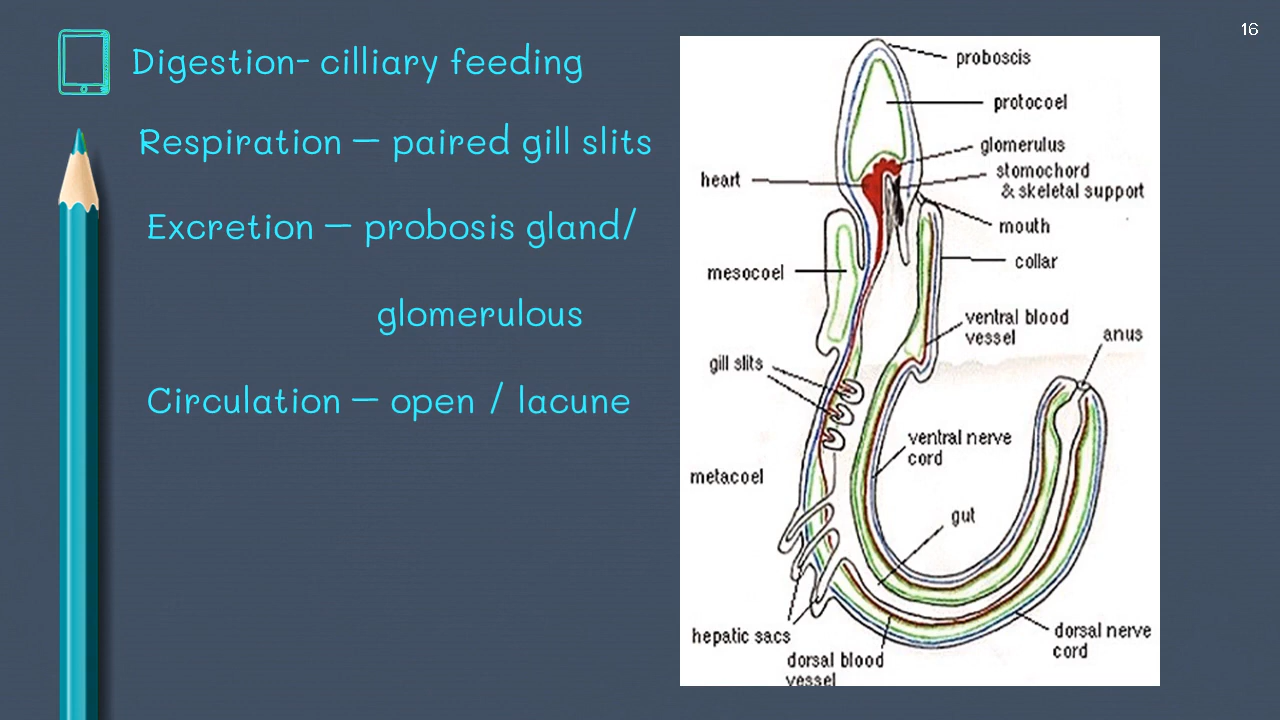 16
Digestion- cilliary feeding
Respiration – paired gill slits
Excretion – probosis gland/
glomerulous
Circulation – open / lacune
proboscis
protocoel
glomerulus
heart
stomochord
& skeletal support
mouth
collar
mesocoel
ventral blood
vessel
anus
gill slits
ventral nerve
cord
metacoel
gut
hepatic sacs
dorsal nerve
cord
dorsal blood
vessel